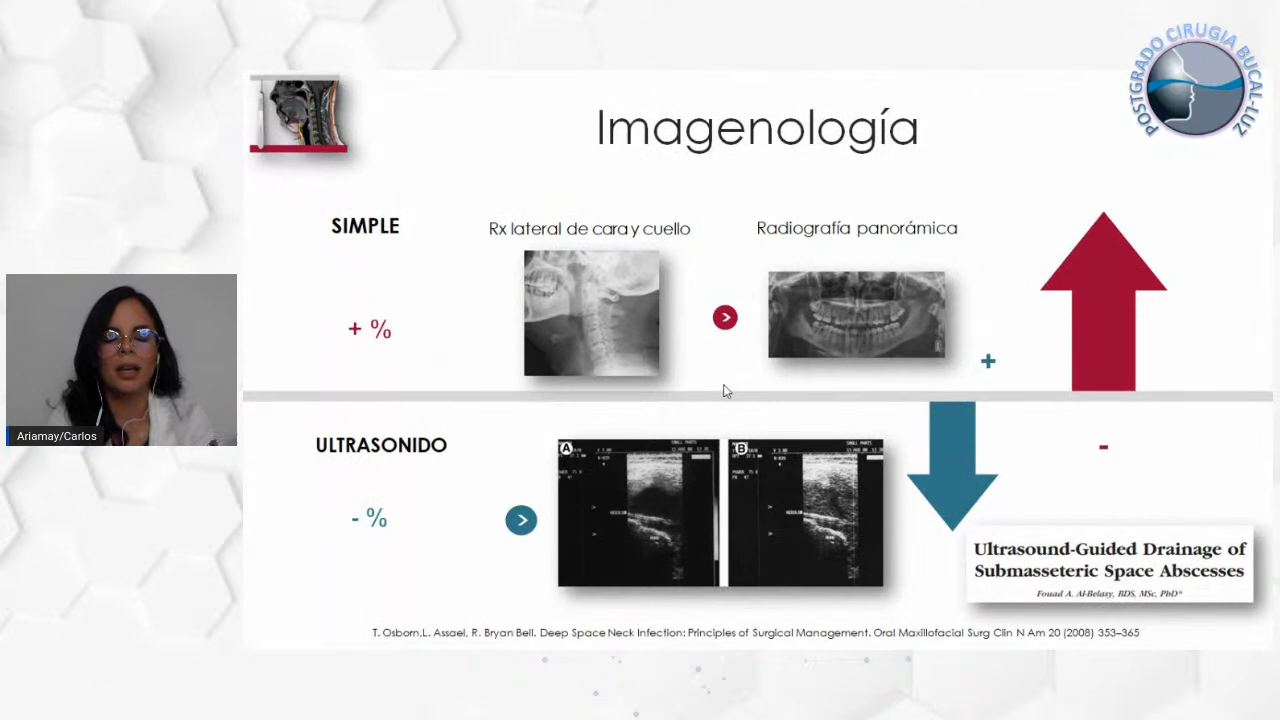 POSTGRADO CIRUGIA BUCAL-LUZ
Imagenología
SIMPLE
Rx lateral de cara y cuello
Radiografía panorámica
+ %
+
Ariamay/Carlos
ULTRASONIDO
-
- %
A
B
Ultrasound-Guided Drainage of
Submasseteric Space Abscesses
Fouad A. Al-Belasy, BDS, MSc, PhD*
T. Osborn,L. Assael, R. Bryan Bell. Deep Space Neck Infection: Principles of Surgical Management. Oral Maxillofacial Surg Clin N Am 20 (2008) 353–365